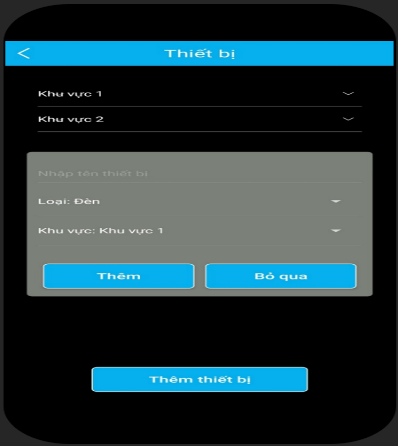 Thiết bị
Khu vực 1
Khu vực 2
Nhập tên thiết bị
Loại: Đèn
Khu vực: Khu vực 1
Thêm Bỏ qua
Thêm thiết bị